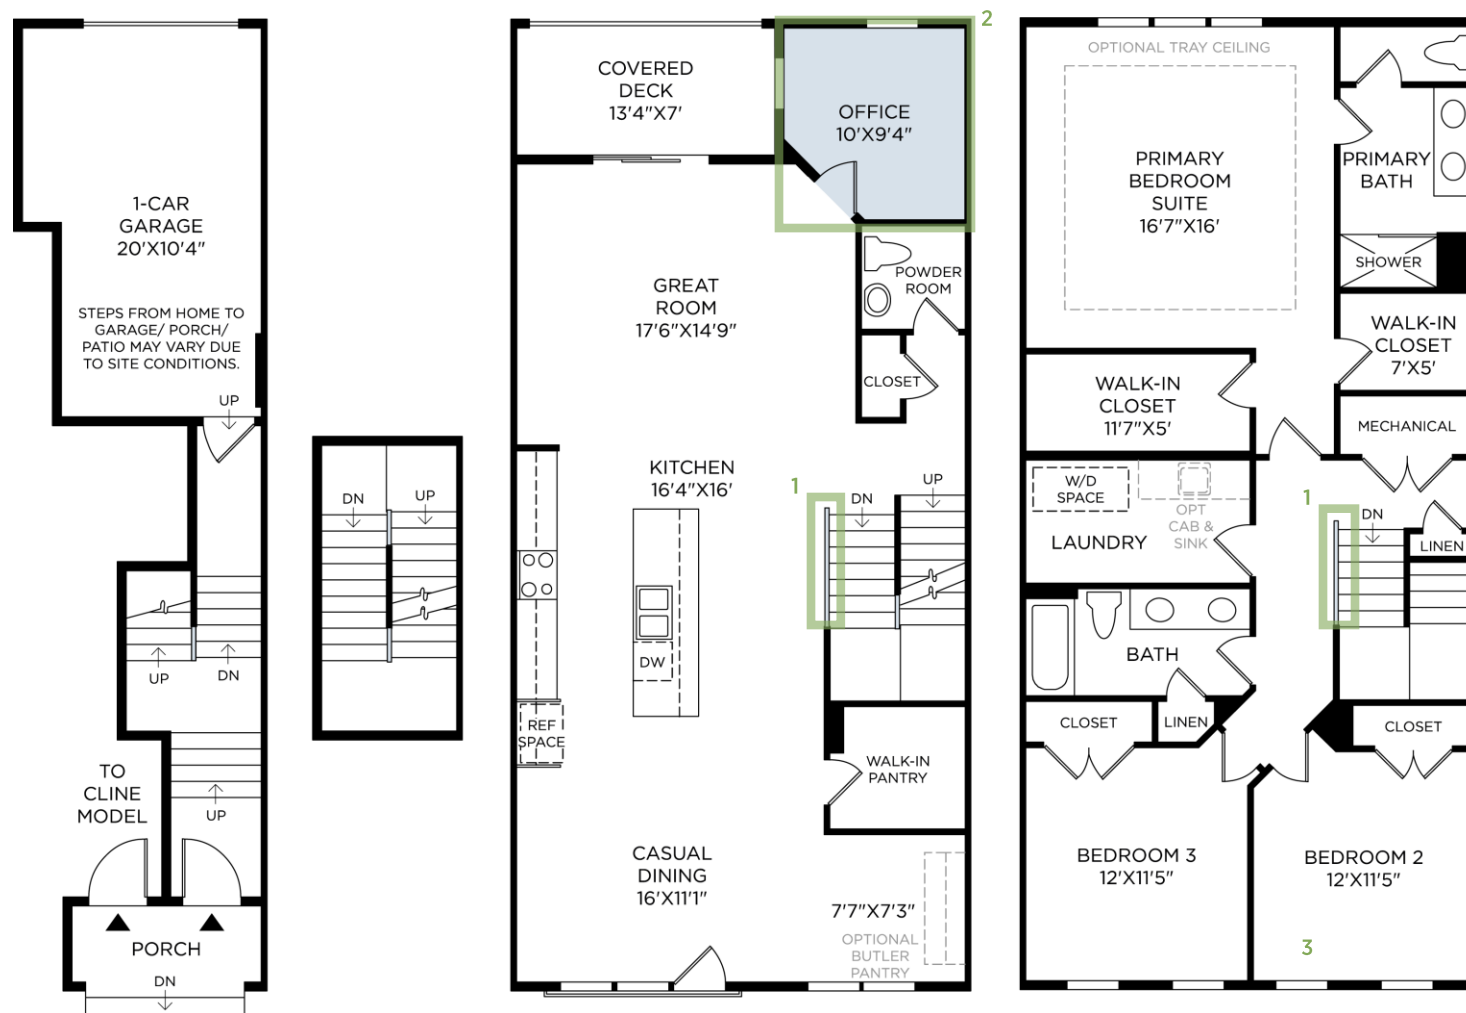 1-CAR
GARAGE
20'X10'4"
STEPS FROM HOME TO
GARAGE/ PORCH/
PATIO MAY VARY DUE
TO SITE CONDITIONS.
UP
UP
DN
TO
CLINE
MODEL
UP
PORCH
DN
DN
UP
COVERED
DECK
13'4"X7'
2
OFFICE
10'X9'4"
GREAT
ROOM
17'6"X14'9"
POWDER
ROOM
CLOSET
KITCHEN
16'4"X16'
1
DN
UP
DW
REF
SPACE
WALK-IN
PANTRY
CASUAL
DINING
16'X11'1"
7'7"X7'3"
OPTIONAL
BUTLER
PANTRY
OPTIONAL TRAY CEILING
PRIMARY
BEDROOM
SUITE
16'7"X16'
PRIMARY
BATH
SHOWER
WALK-IN
CLOSET
7'X5'
WALK-IN
CLOSET
11'7"X5'
MECHANICAL
W/D
SPACE
OPT
CAB &
SINK
LAUNDRY
1
DN
LINEN
BATH
CLOSET
LINEN
CLOSET
BEDROOM 3
12'X11'5"
BEDROOM 2
12'X11'5"
3